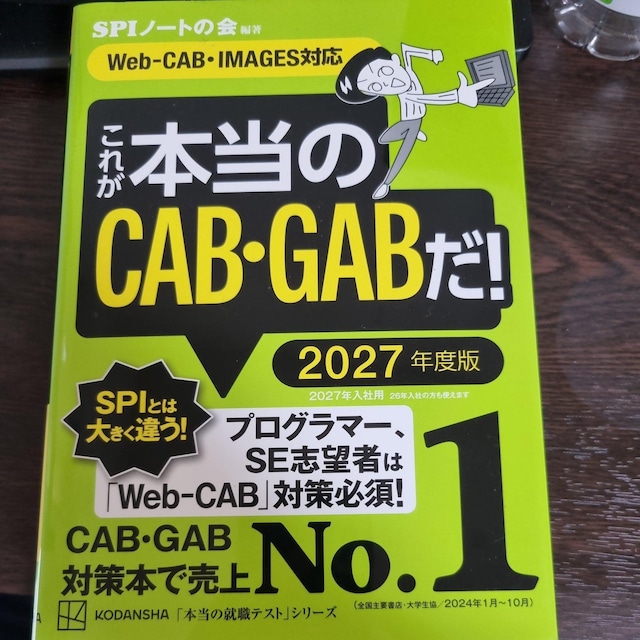 SPIノートの会 編著
Web-CAB・IMAGES対応
これが
本当の
CAB・GABだ!
2027年度版
2027年入社用 26年入社の方も使えます
SPIとは
大きく違う!
プログラマー、
SE志望者は
「Web-CAB」対策必須!
CAB・GAB
対策本で売上
No.1
(全国主要書店・大学生協/2024年1月~10月)
KODANSHA 「本当の就職テスト」シリーズ